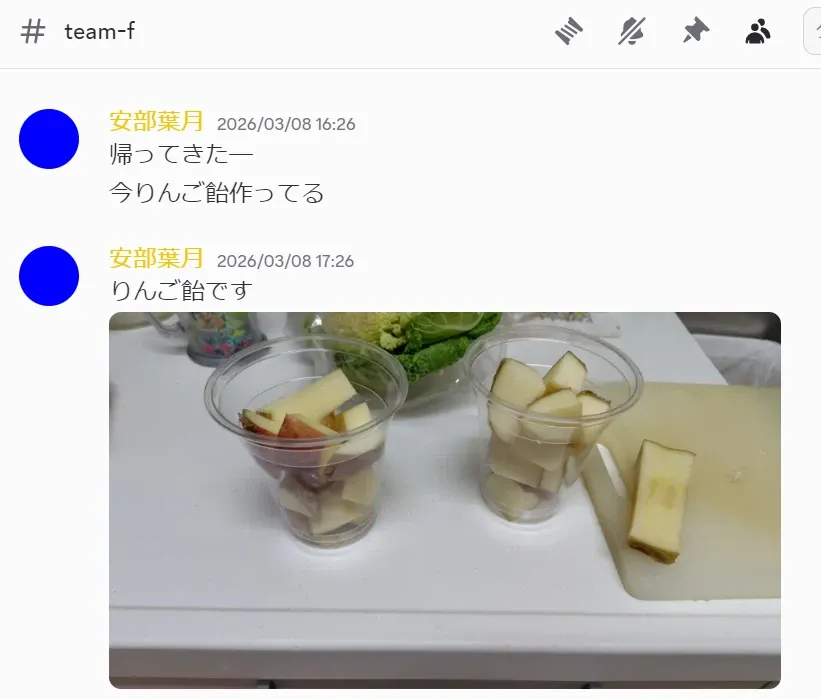 # team-f
安部葉月 2026/03/08 16:26
帰ってきたー
今りんご飴作ってる
安部葉月 2026/03/08 17:26
りんご飴です